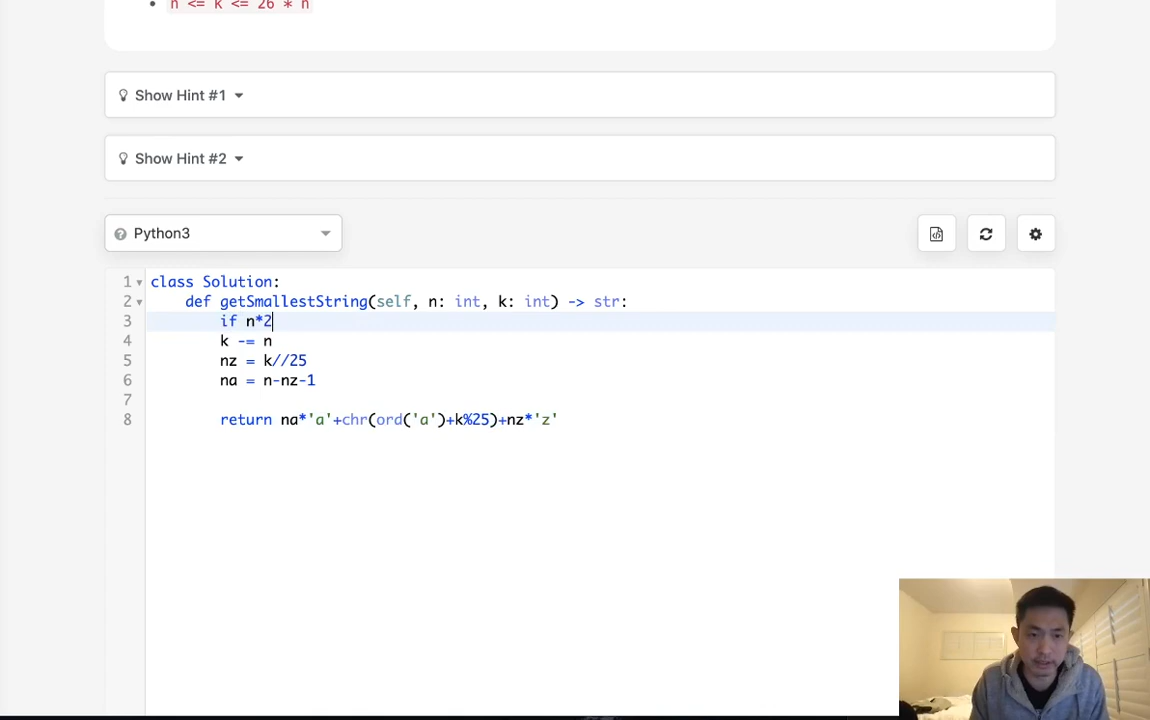 n <= k <= 26 * n
Show Hint #1
Show Hint #2
Python3
1 class Solution:
2 def getSmallestString(self, n: int, k: int) -> str:
3 if n*2
4 k -= n
5 nz = k//25
6 na = n-nz-1
7
8 return na*'a'+chr(ord('a')+k%25)+nz*'z'